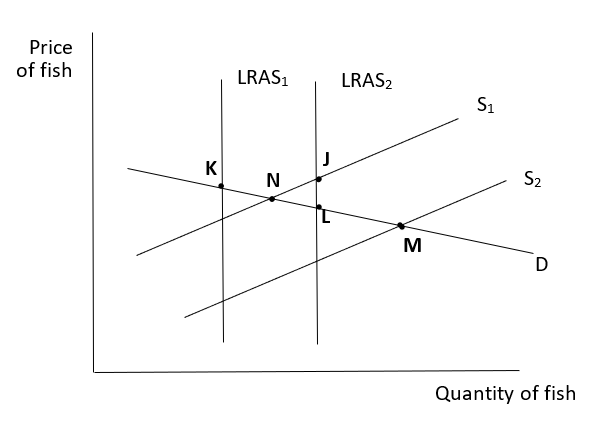 Price
of fish
LRAS₁
LRAS₂
S₁
J
K
N
S₂
L
M
D
Quantity of fish